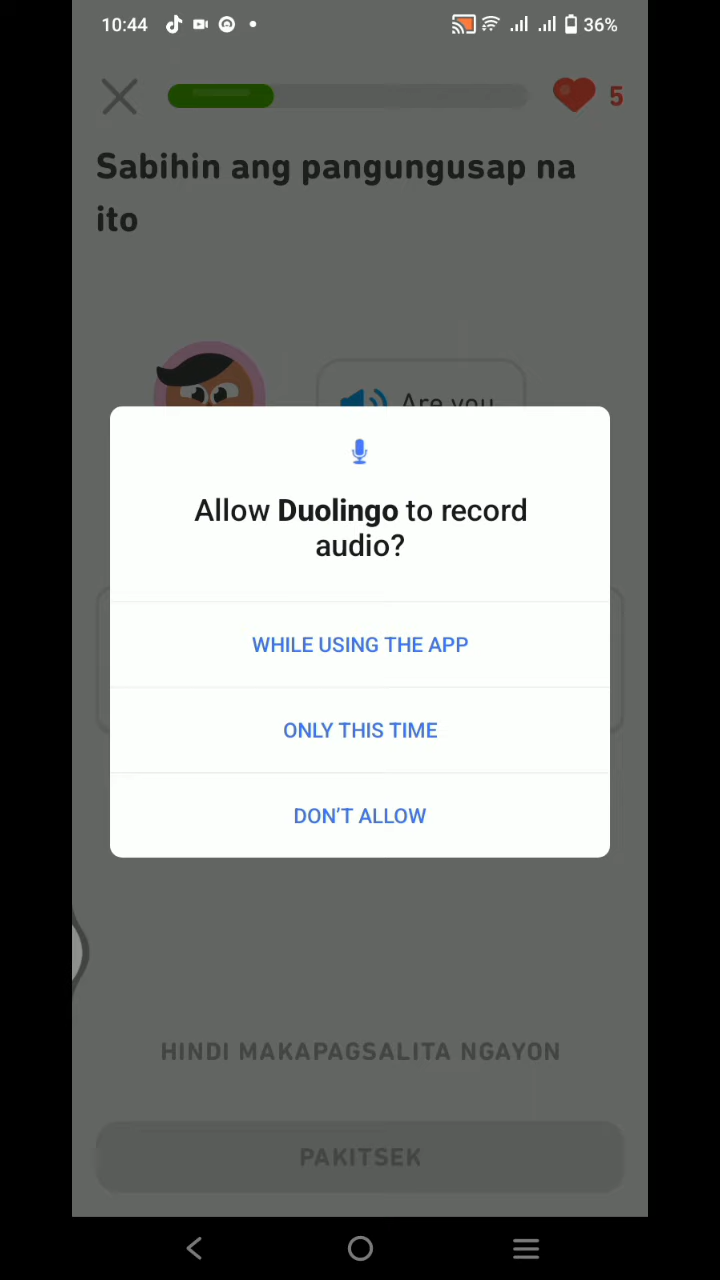 10:44
36%
5
Sabihin ang pangungusap na
ito
Are you
Allow Duolingo to record
audio?
WHILE USING THE APP
ONLY THIS TIME
DON'T ALLOW
HINDI MAKAPAGSALITA NGAYON
PAKITSEK